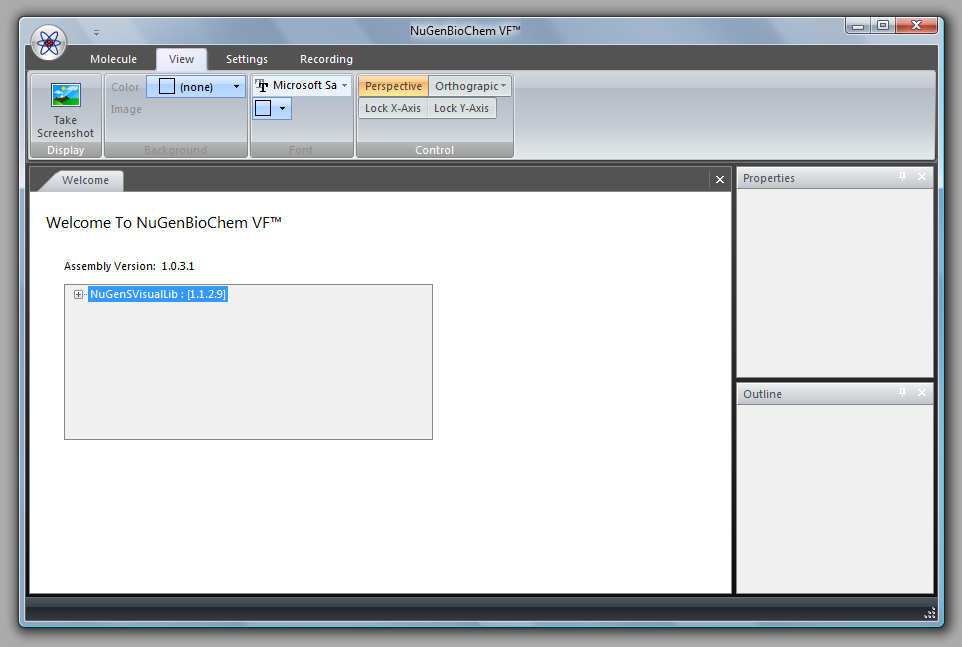 NuGenBioChem VF™
Molecule View Settings Recording
Color (none) Microsoft Sa Perspective Orthograpic
Image Lock X-Axis Lock Y-Axis
Take
Screenshot
Display Background Font Control
Welcome
Properties
Welcome To NuGenBioChem VF™
Assembly Version: 1.0.3.1
NuGenSVisualLib : [1.1.2.9]
Outline